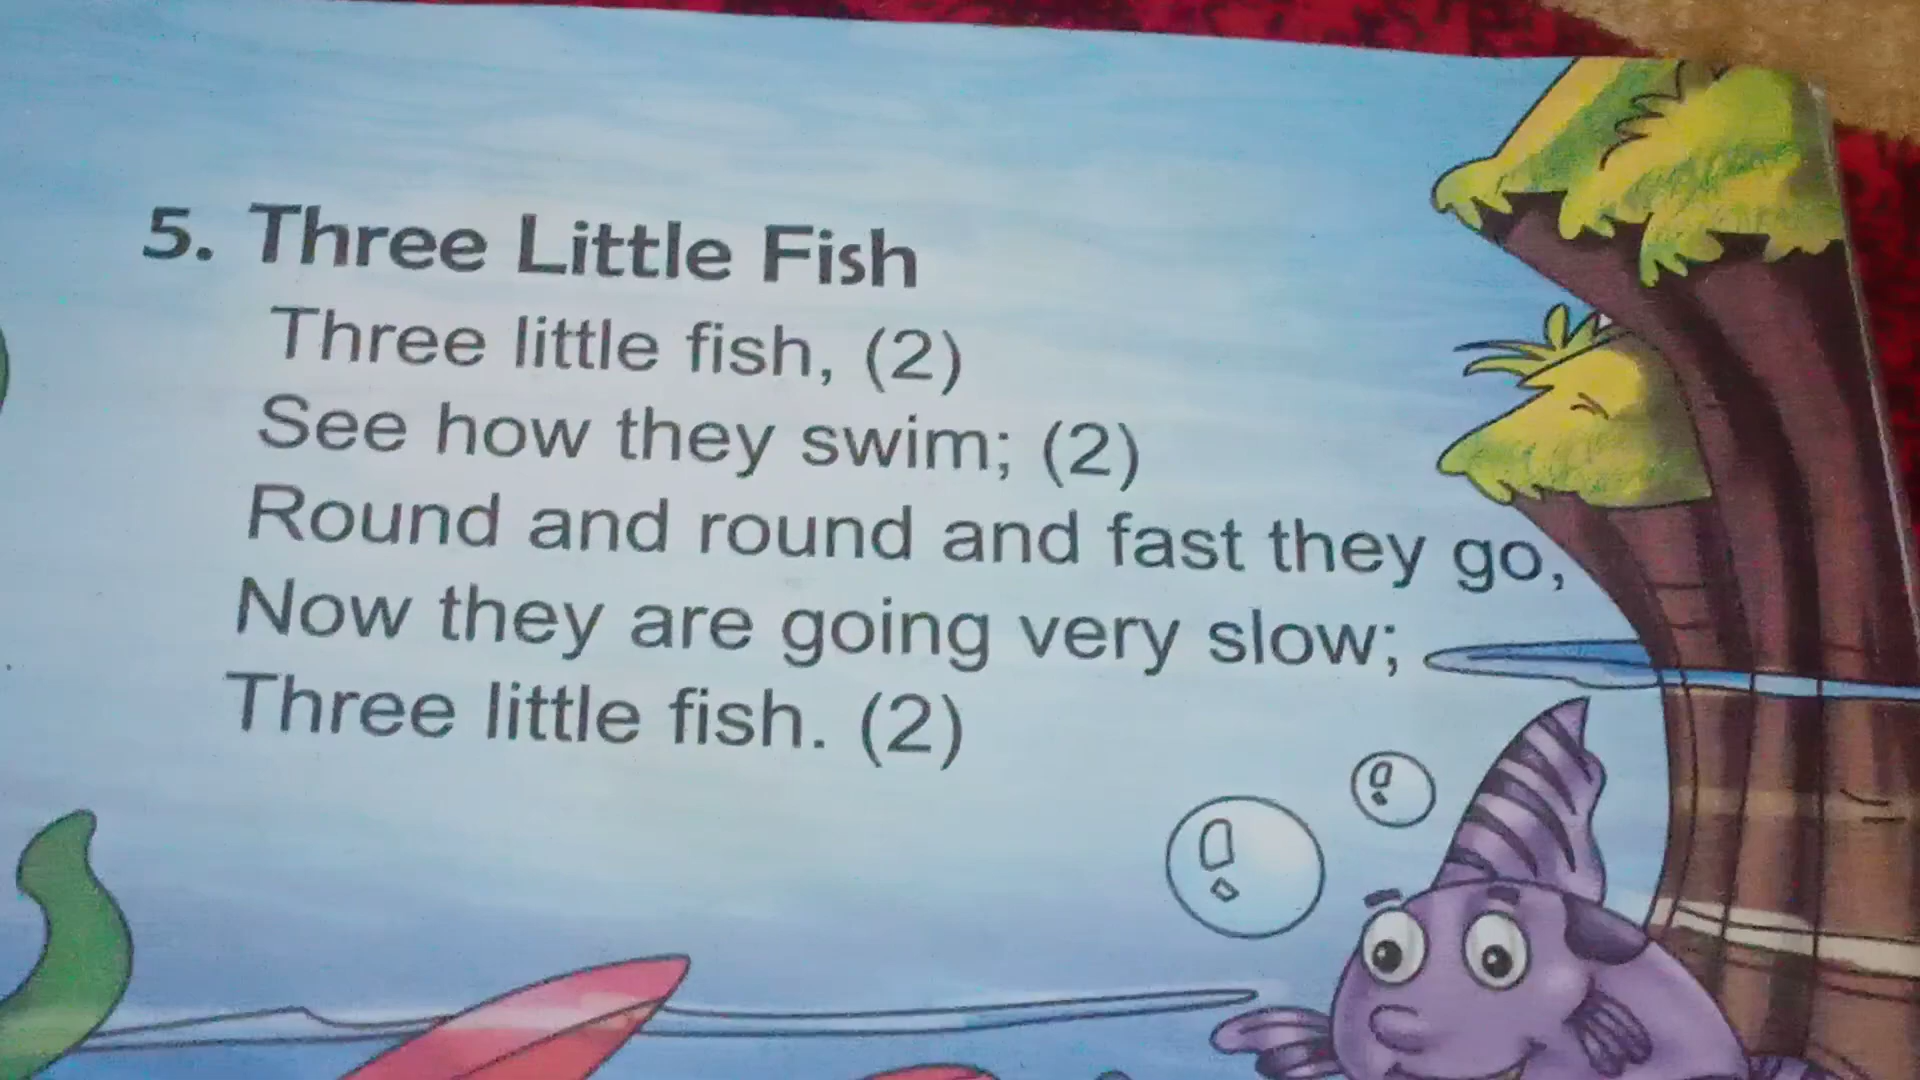 5. Three Little Fish
Three little fish, (2)
See how they swim; (2)
Round and round and fast they go,
Now they are going very slow;
Three little fish. (2)